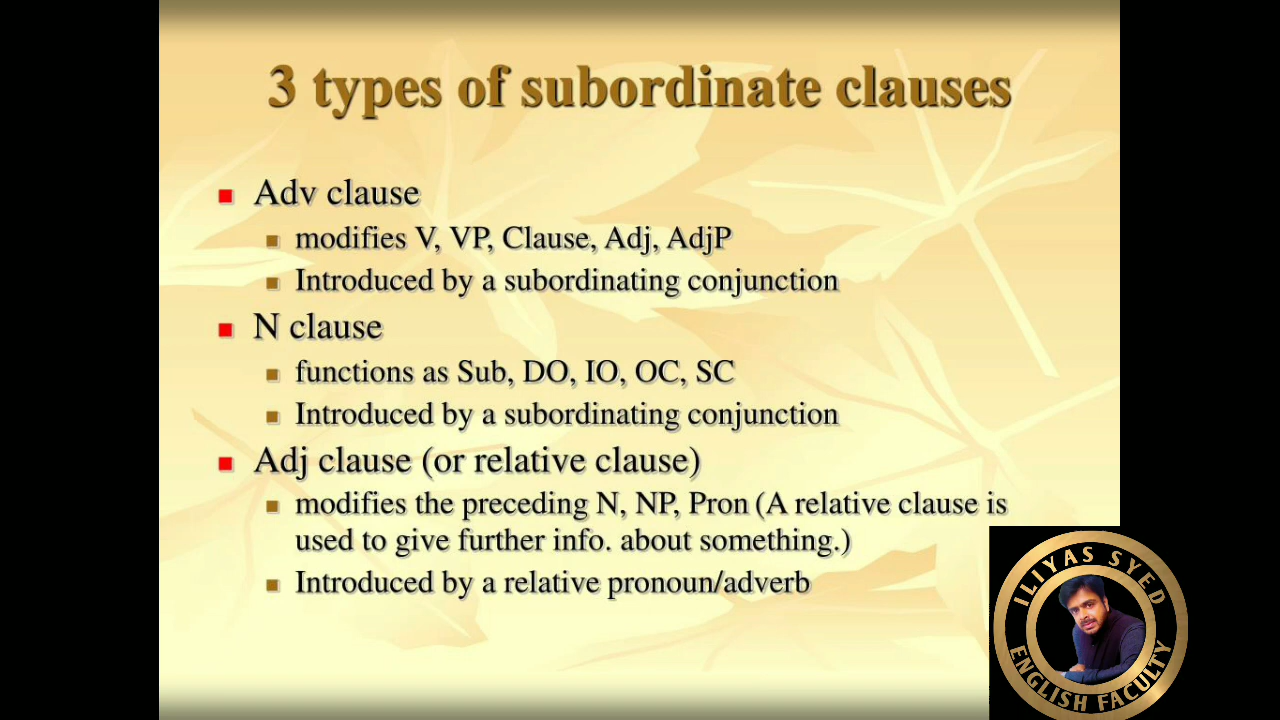 3 types of subordinate clauses
Adv clause
modifies V, VP, Clause, Adj, AdjP
Introduced by a subordinating conjunction
N clause
functions as Sub, DO, IO, OC, SC
Introduced by a subordinating conjunction
Adj clause (or relative clause)
modifies the preceding N, NP, Pron (A relative clause is
used to give further info. about something.)
Introduced by a relative pronoun/adverb
ILIYAS SYED
ENGLISH FACULTY